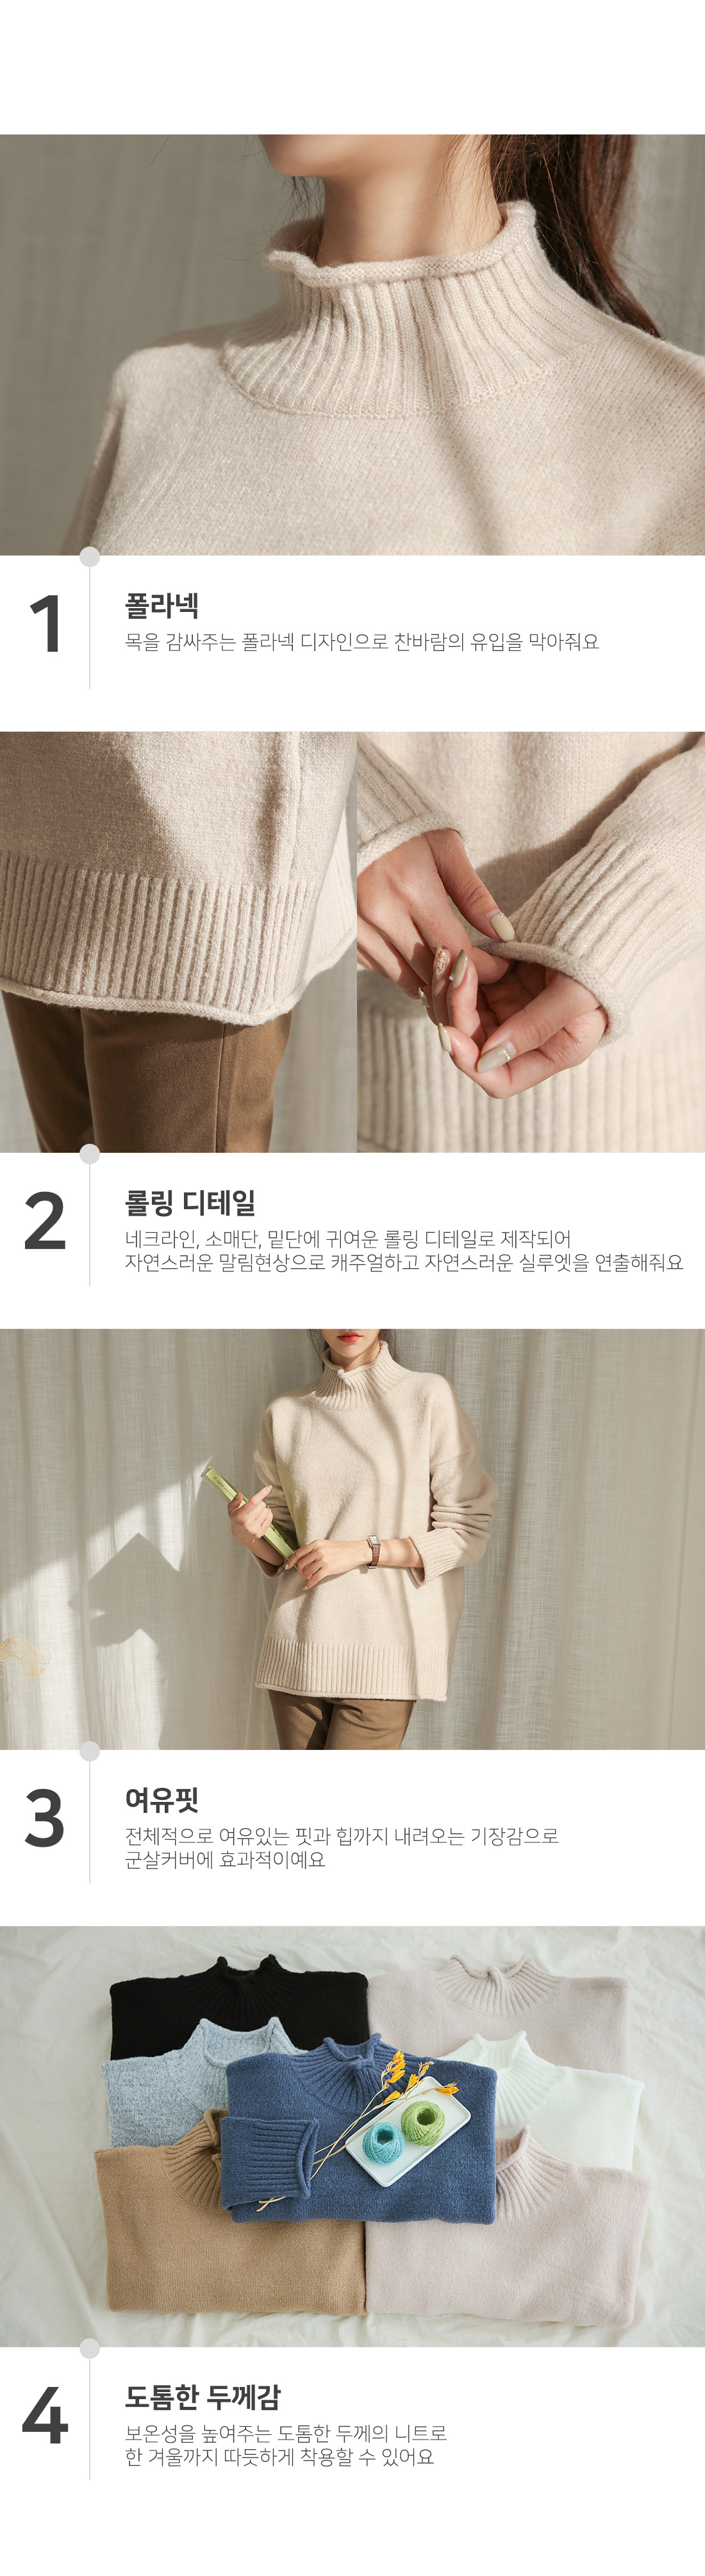 1
폴라넥
목을 감싸주는 폴라넥 디자인으로 찬바람의 유입을 막아줘요
2
롤링 디테일
네크라인, 소매단, 밑단에 귀여운 롤링 디테일로 제작되어
자연스러운 말림현상으로 캐주얼하고 자연스러운 실루엣을 연출해줘요
3
여유핏
전체적으로 여유있는 핏과 힙까지 내려오는 기장감으로
군살커버에 효과적이예요
4
도톰한 두께감
보온성을 높여주는 도톰한 두께의 니트로
한 겨울까지 따듯하게 착용할 수 있어요